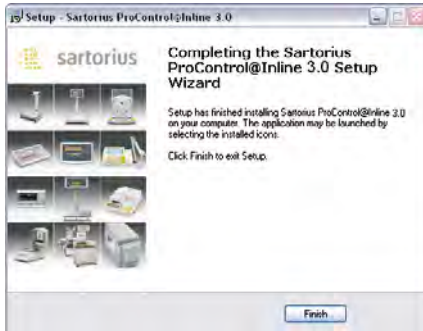 Setup - Sartorius ProControl@Inline 3.0
sartorius
Completing the Sartorius
ProControl@Inline 3.0 Setup
Wizard
Setup has finished installing Sartorius ProControl@Inline 3.0
on your computer. The application may be launched by
selecting the installed icons.
Click Finish to exit Setup.
Finish